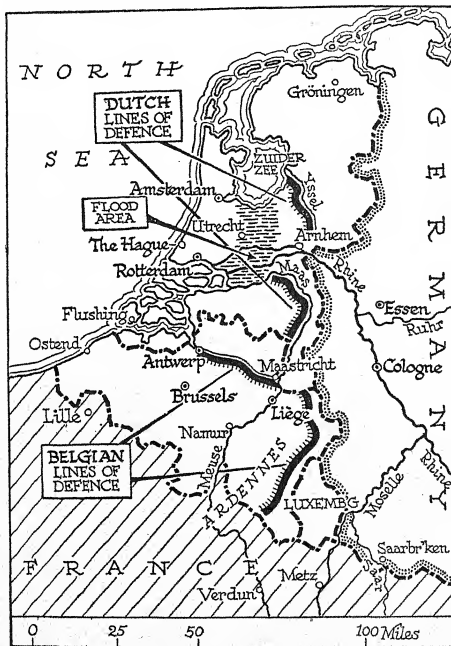 NORTH
SEA
GERMANY
FRANCE
DUTCH
LINES OF
DEFENCE
FLOOD
AREA
BELGIAN
LINES OF
DEFENCE
Gröningen
ZUIDER
ZEE
Yssel
Amsterdam
Utrecht
The Hague
Arnhem
Rotterdam
Rhine
Maas
Essen
Ruhr
Flushing
Ostend
Antwerp
Maastricht
Cologne
Brussels
Liège
Lille
Namur
Meuse
ARDENNES
LUXEMBG
Moselle
Rhine
Saarbr'ken
Saar
Metz
Verdun
0 25 50 100 Miles